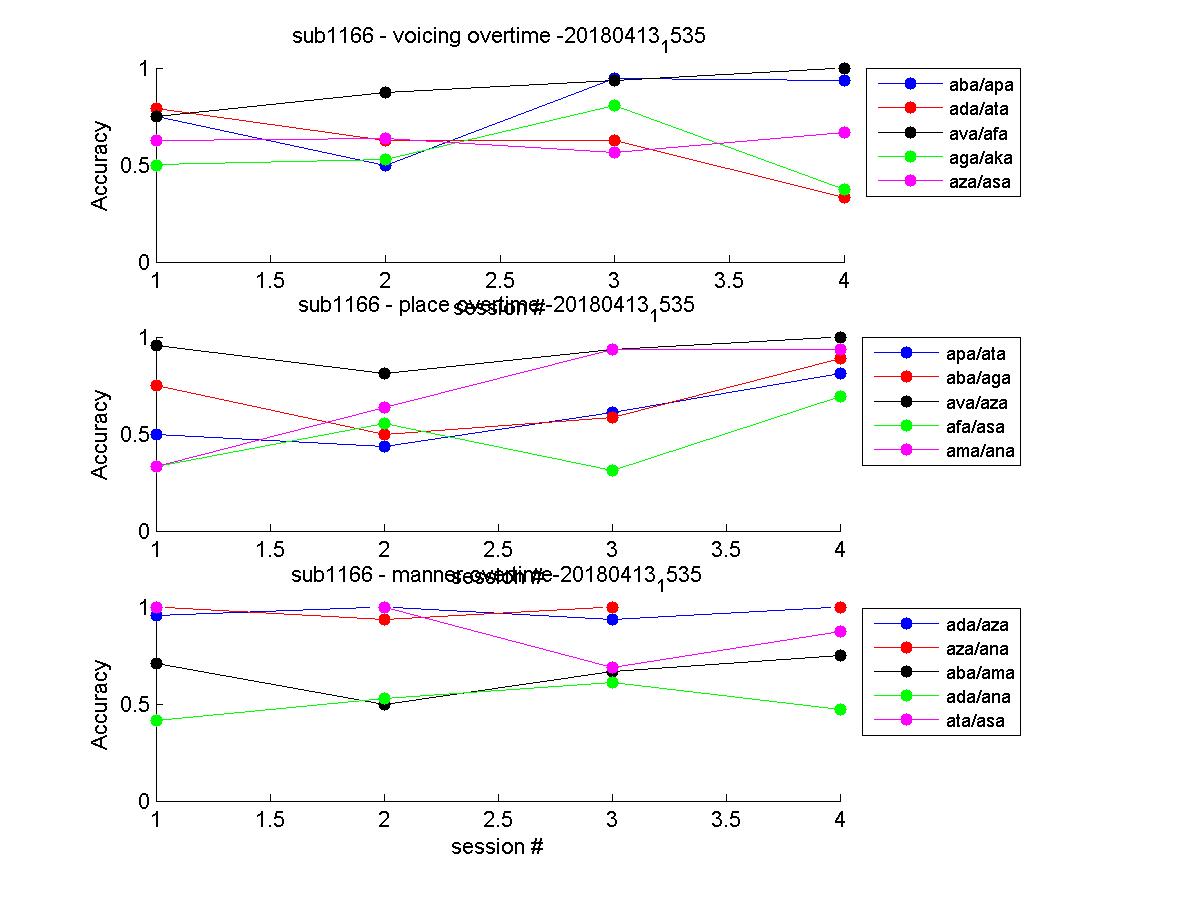 sub1166 - voicing overtime -20180413_1535
1
0.5
0
Accuracy
1 1.5 2 2.5 3 3.5 4
session #
aba/apa
ada/ata
ava/afa
aga/aka
aza/asa
sub1166 - place overtime -20180413_1535
1
0.5
0
Accuracy
1 1.5 2 2.5 3 3.5 4
session #
apa/ata
aba/aga
ava/aza
afa/asa
ama/ana
sub1166 - manner overtime -20180413_1535
1
0.5
0
Accuracy
1 1.5 2 2.5 3 3.5 4
session #
ada/aza
aza/ana
aba/ama
ada/ana
ata/asa